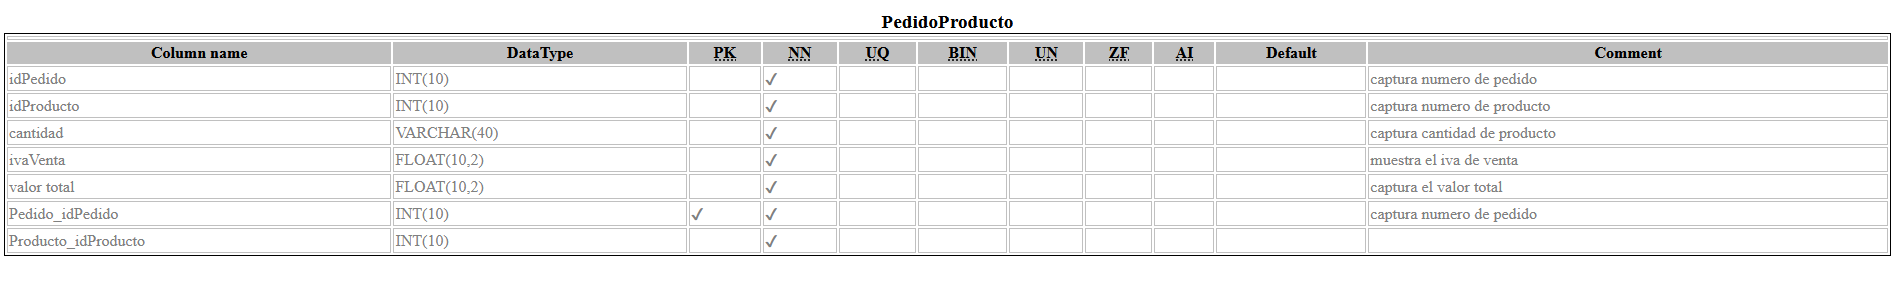 PedidoProducto
Column name DataType PK NN UQ BIN UN ZF AI Default Comment
idPedido INT(10) ✓ captura numero de pedido
idProducto INT(10) ✓ captura numero de producto
cantidad VARCHAR(40) ✓ captura cantidad de producto
ivaVenta FLOAT(10,2) ✓ muestra el iva de venta
valor total FLOAT(10,2) ✓ captura el valor total
Pedido_idPedido INT(10) ✓ ✓ captura numero de pedido
Producto_idProducto INT(10) ✓